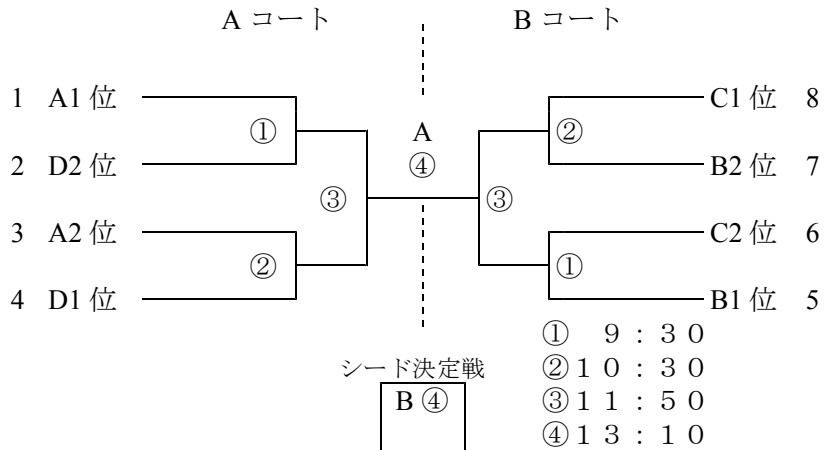 A コート
B コート
1 A1 位
①
2 D2 位
③
3 A2 位
②
4 D1 位
A
④
C1 位 8
②
B2 位 7
③
C2 位 6
①
B1 位 5
シード決定戦
B ④
① 9:30
②10:30
③11:50
④13:10